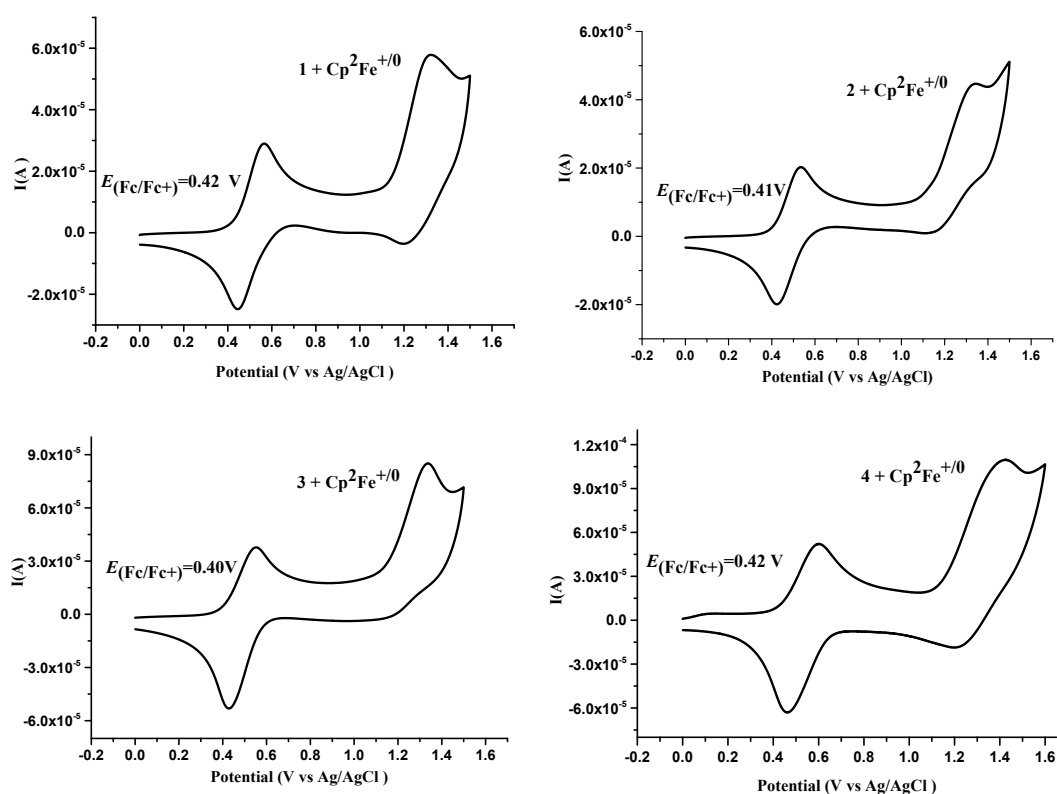 6.0x10⁻⁵
4.0x10⁻⁵
2.0x10⁻⁵
0.0
-2.0x10⁻⁵
I(A )
1 + Cp²Fe⁺/⁰
E(Fc/Fc+)=0.42 V
-0.2 0.0 0.2 0.4 0.6 0.8 1.0 1.2 1.4 1.6
Potential (V vs Ag/AgCl )
6.0x10⁻⁵
4.0x10⁻⁵
2.0x10⁻⁵
0.0
-2.0x10⁻⁵
I(A)
2 + Cp²Fe⁺/⁰
E(Fc/Fc+)=0.41V
-0.2 0.0 0.2 0.4 0.6 0.8 1.0 1.2 1.4 1.6
Potential (V vs Ag/AgCl)
9.0x10⁻⁵
6.0x10⁻⁵
3.0x10⁻⁵
0.0
-3.0x10⁻⁵
-6.0x10⁻⁵
I(A)
3 + Cp²Fe⁺/⁰
E(Fc/Fc+)=0.40V
-0.2 0.0 0.2 0.4 0.6 0.8 1.0 1.2 1.4 1.6
Potential (V vs Ag/AgCl )
1.2x10⁻⁴
9.0x10⁻⁵
6.0x10⁻⁵
3.0x10⁻⁵
0.0
-3.0x10⁻⁵
-6.0x10⁻⁵
I(A)
4 + Cp²Fe⁺/⁰
E(Fc/Fc+)=0.42 V
-0.2 0.0 0.2 0.4 0.6 0.8 1.0 1.2 1.4 1.6
Potential (V vs Ag/AgCl )